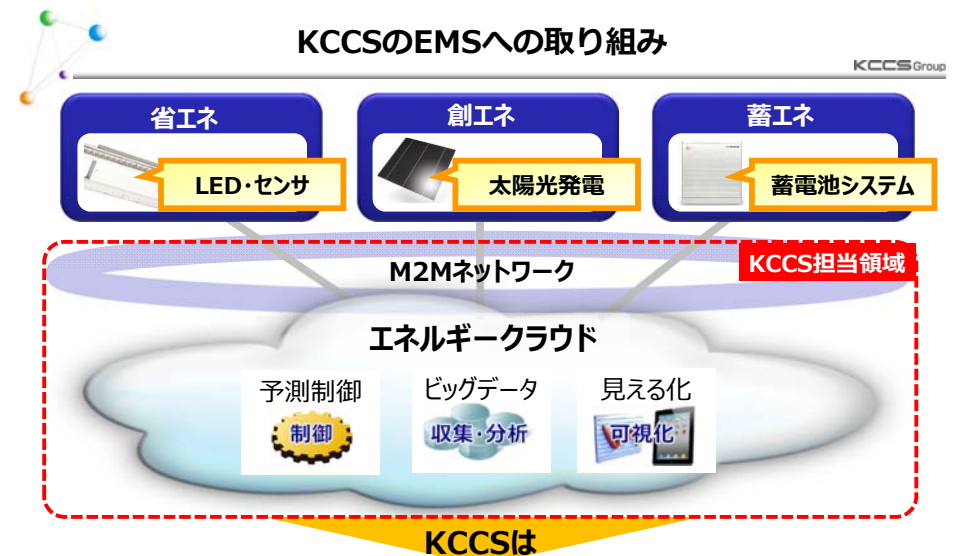 KCCSのEMSへの取り組み
KCCS Group
省エネ
創エネ
蓄エネ
LED・センサ
太陽光発電
蓄電池システム
KCCS担当領域
M2Mネットワーク
エネルギークラウド
予測制御
ビッグデータ
見える化
制御
収集・分析
可視化
KCCSは